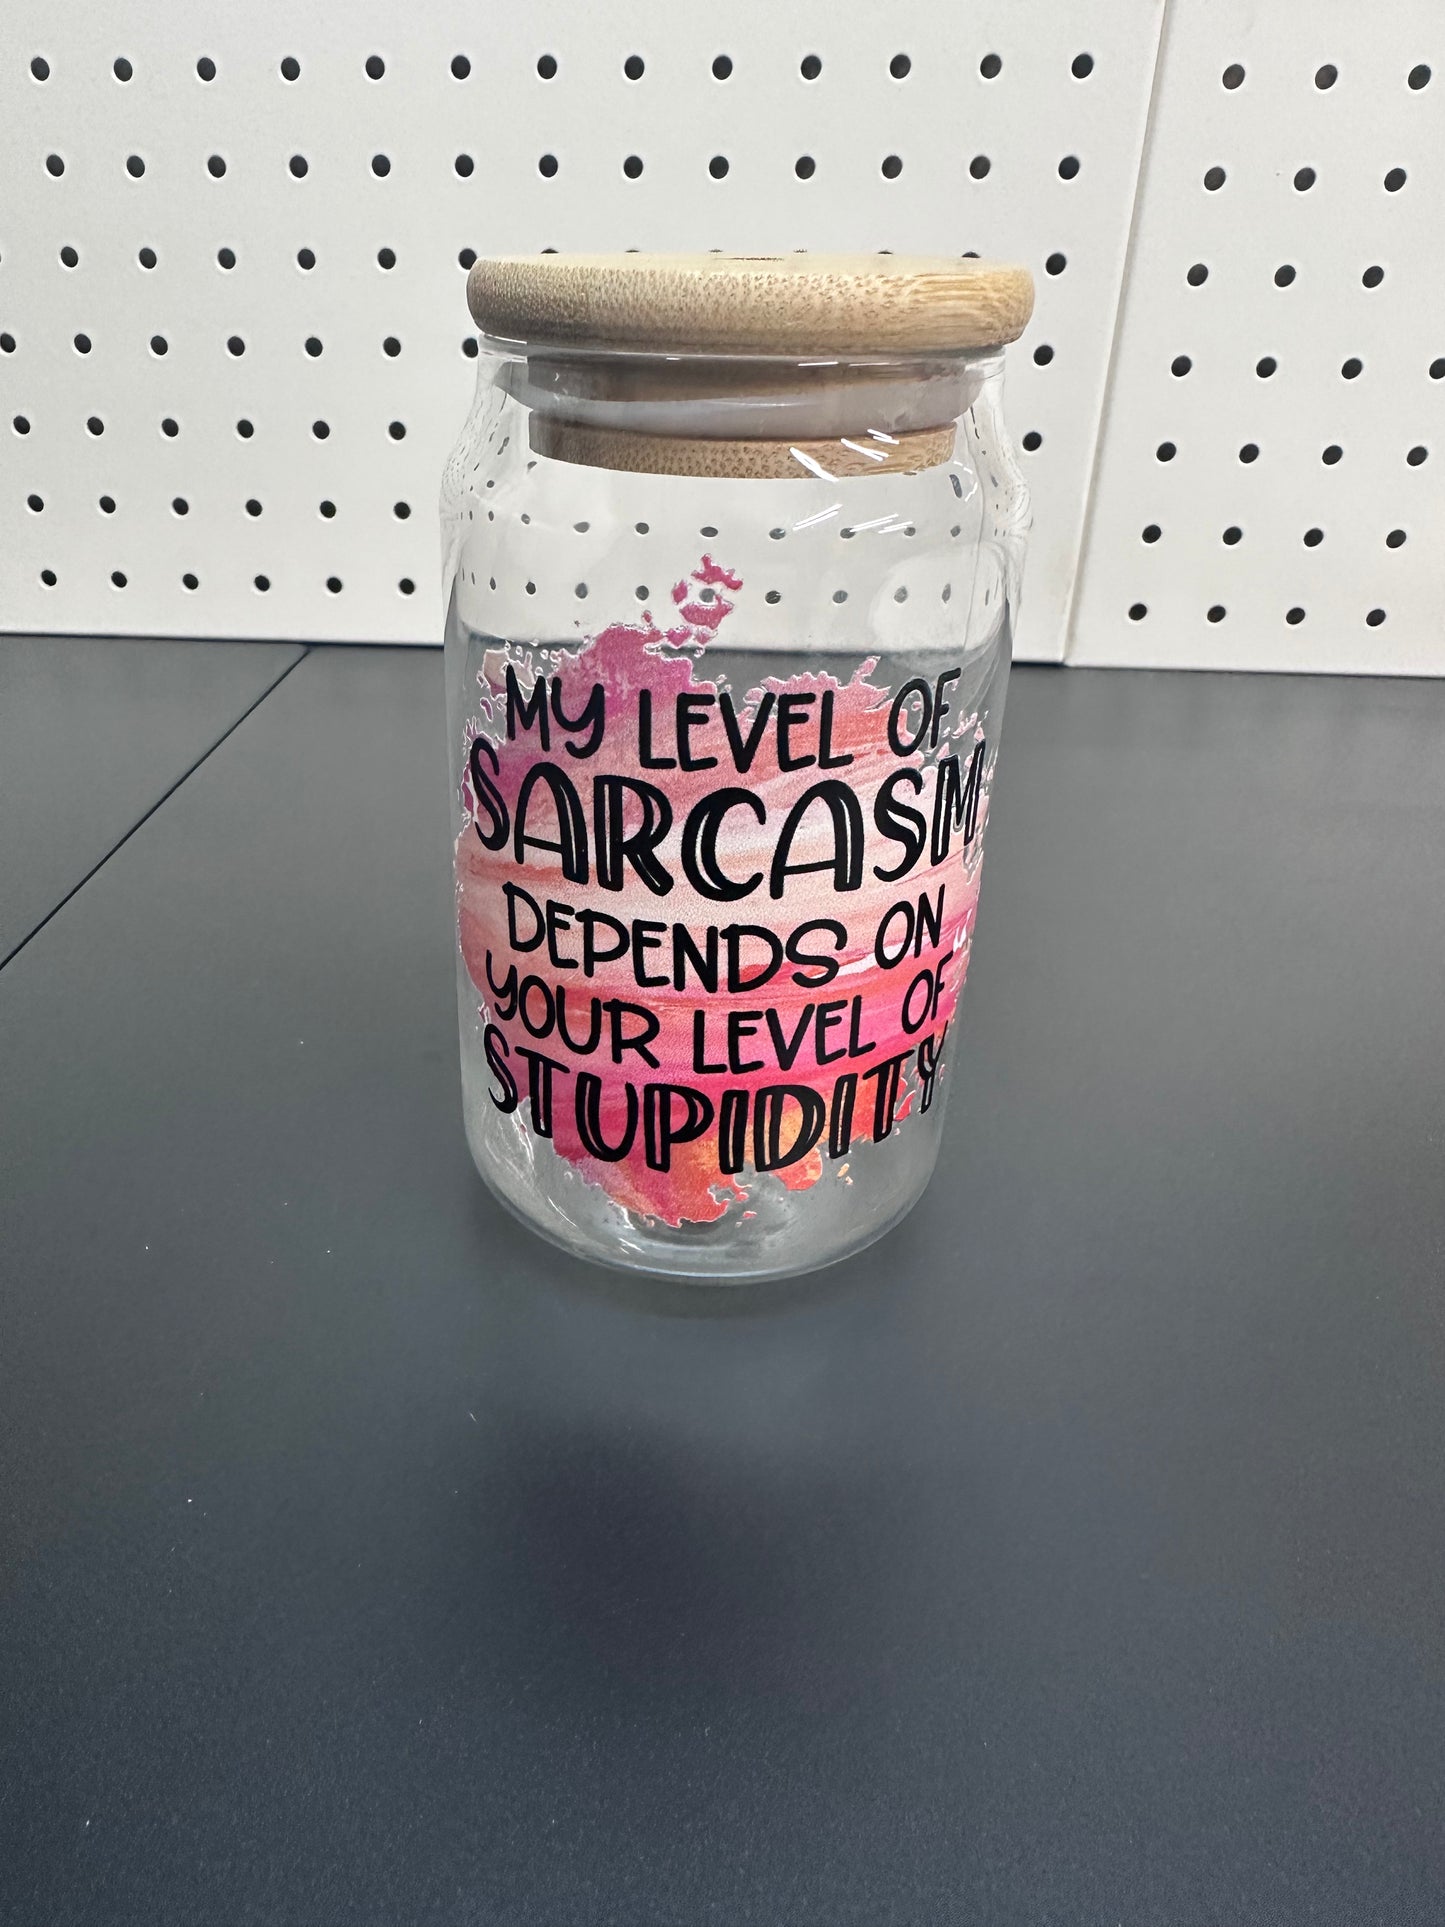 MY LEVEL OF
SARCASM
DEPENDS ON
YOUR LEVEL OF
STUPIDITY